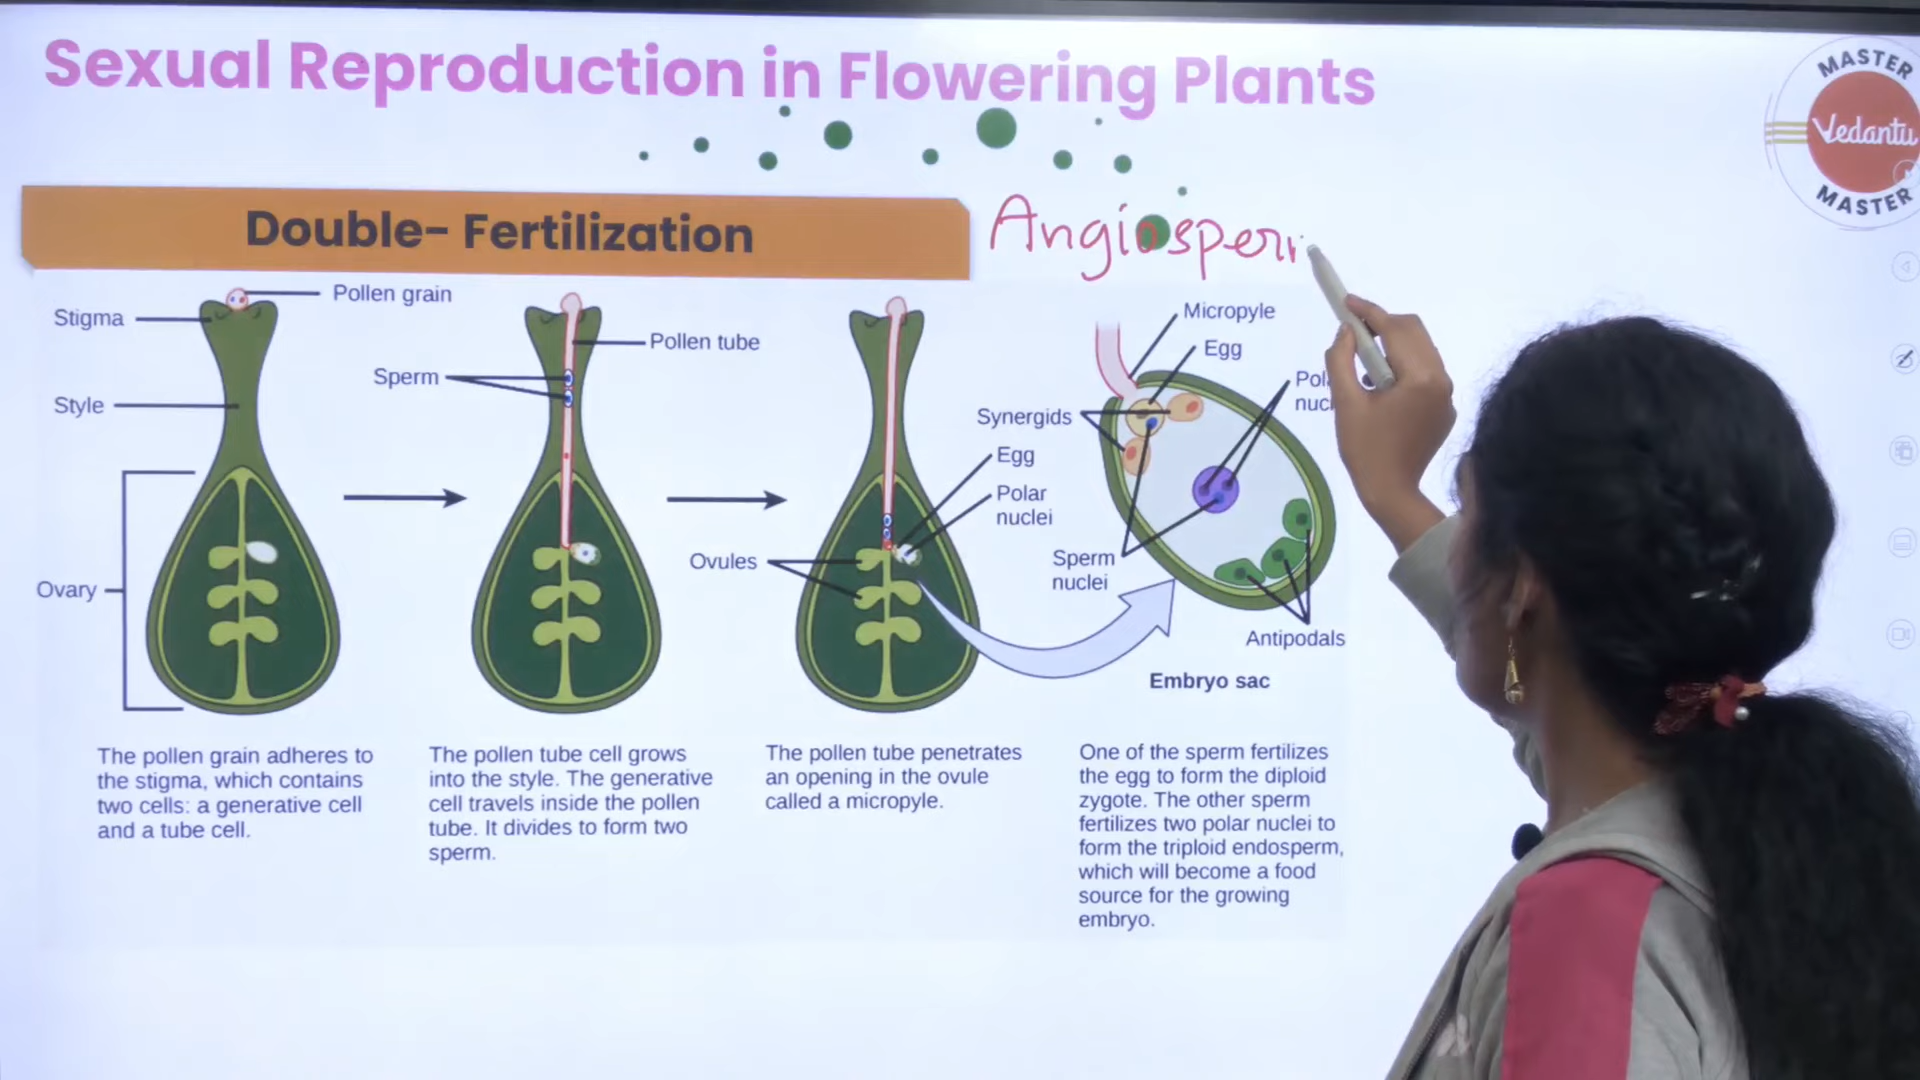 Sexual Reproduction in Flowering Plants
MASTER
Vedantu
MASTER
Double- Fertilization
Angiosper
Pollen grain
Stigma
Style
Ovary
Pollen tube
Sperm
Ovules
Egg
Polar
nuclei
Micropyle
Egg
Synergids
Sperm
nuclei
Antipodals
Embryo sac
The pollen grain adheres to
the stigma, which contains
two cells: a generative cell
and a tube cell.
The pollen tube cell grows
into the style. The generative
cell travels inside the pollen
tube. It divides to form two
sperm.
The pollen tube penetrates
an opening in the ovule
called a micropyle.
One of the sperm fertilizes
the egg to form the diploid
zygote. The other sperm
fertilizes two polar nuclei to
form the triploid endosperm,
which will become a food
source for the growing
embryo.